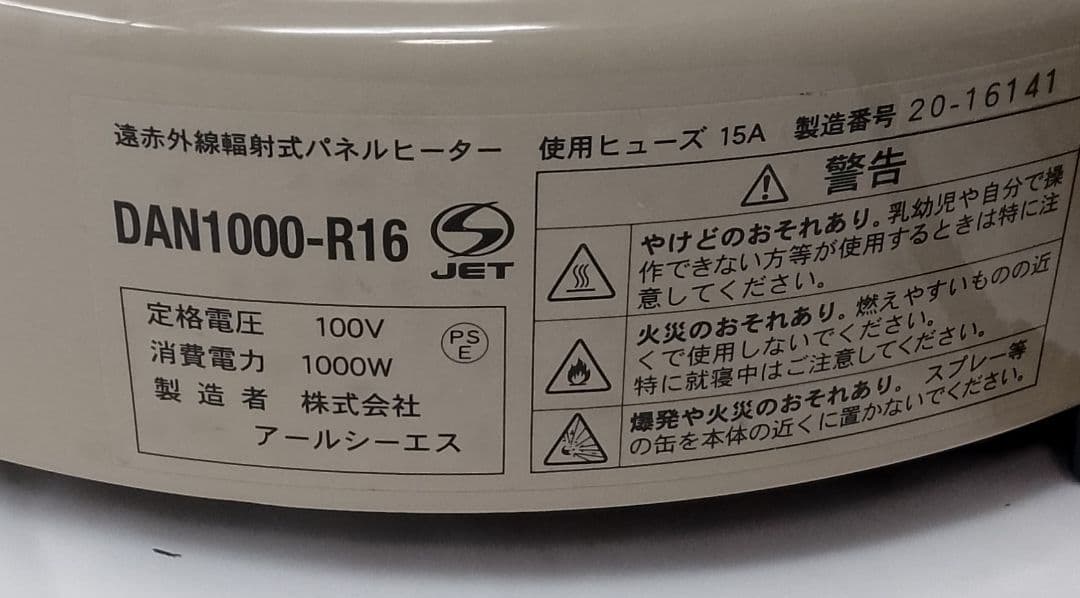 遠赤外線輻射式パネルヒーター
DAN1000-R16
JET
定格電圧 100V
消費電力 1000W
製造者 株式会社
アールシーエス
PS
E
使用ヒューズ 15A 製造番号 20-16141
警告
やけどのおそれあり。乳幼児や自分で操
作できない方等が使用するときは特に注
意してください。
火災のおそれあり。燃えやすいものの近
くで使用しないでください。
特に就寝中はご注意してください。
爆発や火災のおそれあり。スプレー等
の缶を本体の近くに置かないでください。